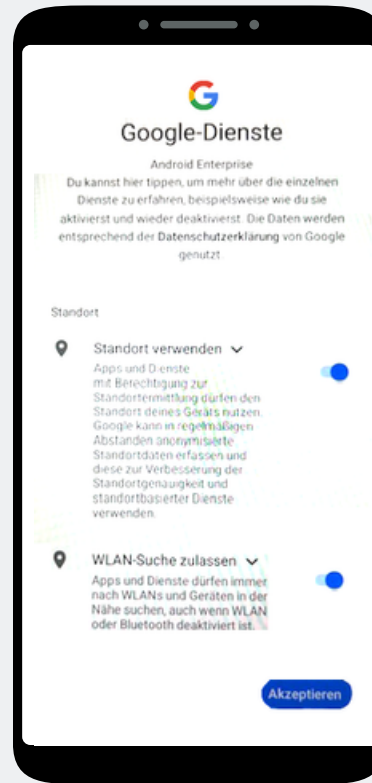 Google-Dienste
Android Enterprise
Du kannst hier tippen, um mehr über die einzelnen
Dienste zu erfahren, beispielsweise wie du sie
aktivierst und wieder deaktivierst. Die Daten werden
entsprechend der Datenschutzerklärung von Google
genutzt
Standort
Standort verwenden
Apps und Dienste
mit Berechtigung zur
Standortermittlung dürfen den
Standort deines Geräts nutzen.
Google kann in regelmäßigen
Abständen anonymisierte
Standortdaten erfassen und
diese zur Verbesserung der
Standortgenauigkeit und
standortbasierter Dienste
verwenden.
WLAN-Suche zulassen
Apps und Dienste dürfen immer
nach WLANs und Geräten in der
Nähe suchen, auch wenn WLAN
oder Bluetooth deaktiviert ist.
Akzeptieren